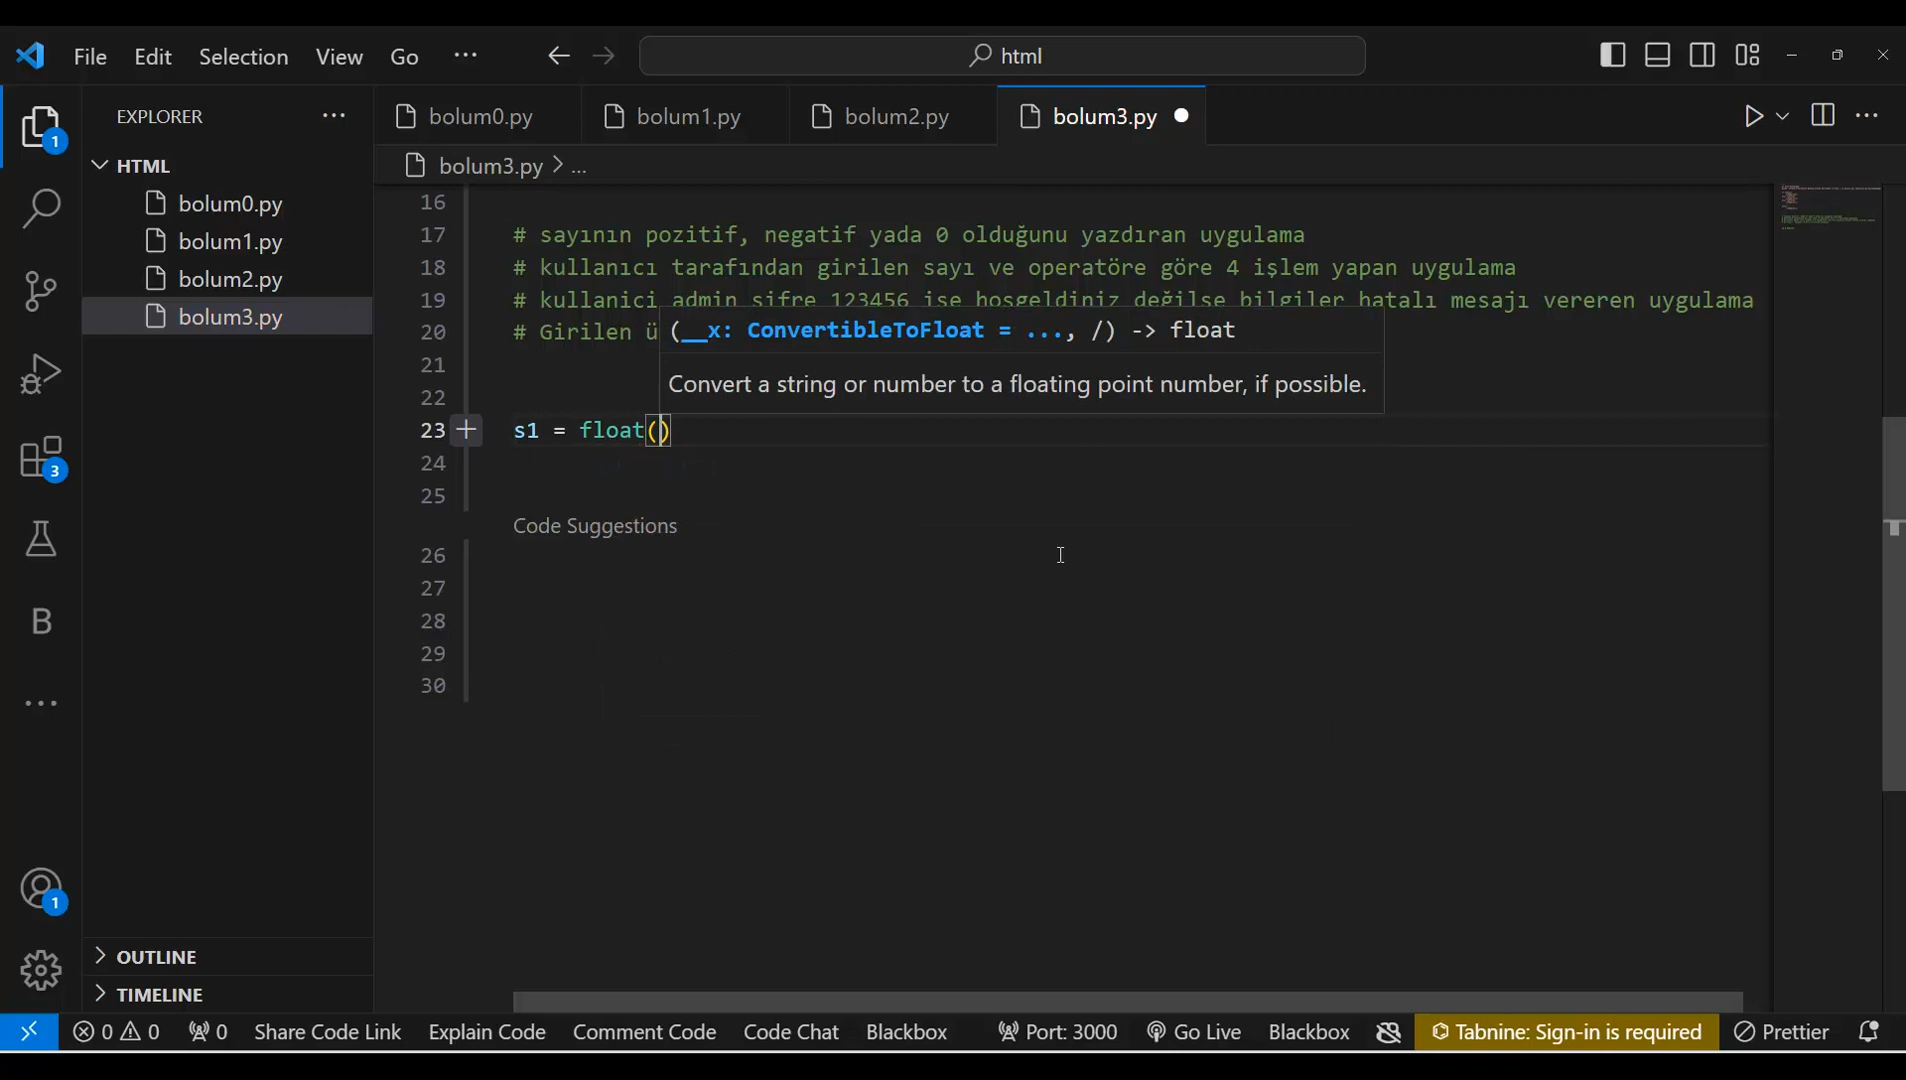 File Edit Selection View Go ... html
EXPLORER ...
bolum0.py bolum1.py bolum2.py bolum3.py
HTML
bolum0.py
bolum1.py
bolum2.py
bolum3.py
bolum3.py > ...
16
17 # sayının pozitif, negatif yada 0 olduğunu yazdıran uygulama
18 # kullanıcı tarafından girilen sayı ve operatöre göre 4 işlem yapan uygulama
19 # kullanici admin sifre 123456 ise hosgeldiniz değilse bilgiler hatalı mesajı vereren uygulama
20 # Girilen ü
(__x: ConvertibleToFloat = ..., /) -> float
Convert a string or number to a floating point number, if possible.
21
22
23 s1 = float()
24
25
Code Suggestions
26
27
28
29
30
1
3
B
1
OUTLINE
TIMELINE
0 0 0 Share Code Link Explain Code Comment Code Code Chat Blackbox Port: 3000 Go Live Blackbox Tabnine: Sign-in is required Prettier